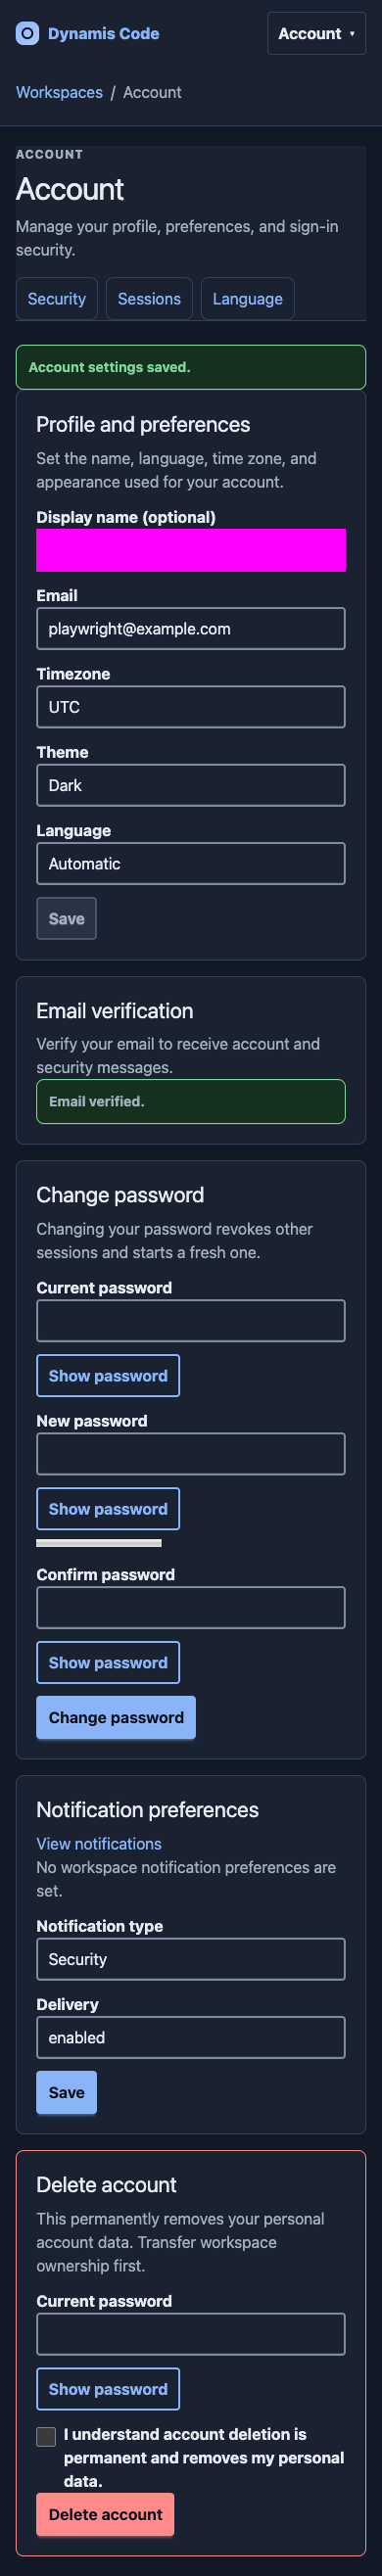 Dynamis Code
Account ▾
Workspaces / Account
ACCOUNT
Account
Manage your profile, preferences, and sign-in
security.
Security
Sessions
Language
Account settings saved.
Profile and preferences
Set the name, language, time zone, and
appearance used for your account.
Display name (optional)
Email
playwright@example.com
Timezone
UTC
Theme
Dark
Language
Automatic
Save
Email verification
Verify your email to receive account and
security messages.
Email verified.
Change password
Changing your password revokes other
sessions and starts a fresh one.
Current password
Show password
New password
Show password
Confirm password
Show password
Change password
Notification preferences
View notifications
No workspace notification preferences are
set.
Notification type
Security
Delivery
enabled
Save
Delete account
This permanently removes your personal
account data. Transfer workspace
ownership first.
Current password
Show password
I understand account deletion is
permanent and removes my personal
data.
Delete account